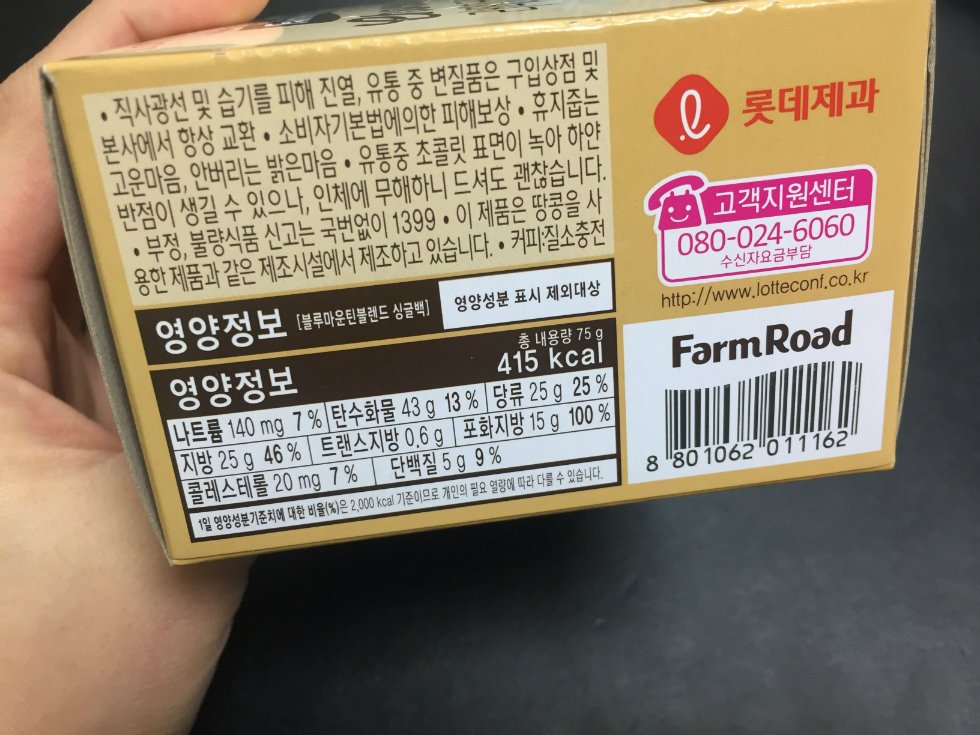 • 직사광선 및 습기를 피해 진열, 유통 중 변질품은 구입상점 및
본사에서 항상 교환 • 소비자기본법에의한 피해보상 • 휴지줍는
고운마음, 안버리는 밝은마음 • 유통중 초콜릿 표면이 녹아 하얀
반점이 생길 수 있으나, 인체에 무해하니 드셔도 괜찮습니다.
• 부정, 불량식품 신고는 국번없이 1399 • 이 제품은 땅콩을 사
용한 제품과 같은 제조시설에서 제조하고 있습니다. • 커피:질소충전
영양정보 [블루마운틴블렌드 싱글백] 영양성분 표시 제외대상
영양정보 총 내용량 75 g
415 kcal
나트륨 140 mg 7 % 탄수화물 43 g 13 % 당류 25 g 25 %
지방 25 g 46 % 트랜스지방 0.6 g 포화지방 15 g 100 %
콜레스테롤 20 mg 7 % 단백질 5 g 9 %
1일 영양성분기준치에 대한 비율(%)은 2,000 kcal 기준이므로 개인의 필요 열량에 따라 다를 수 있습니다.
롯데제과
고객지원센터
080-024-6060
수신자요금부담
http://www.lotteconf.co.kr
FarmRoad
8 801062 011162